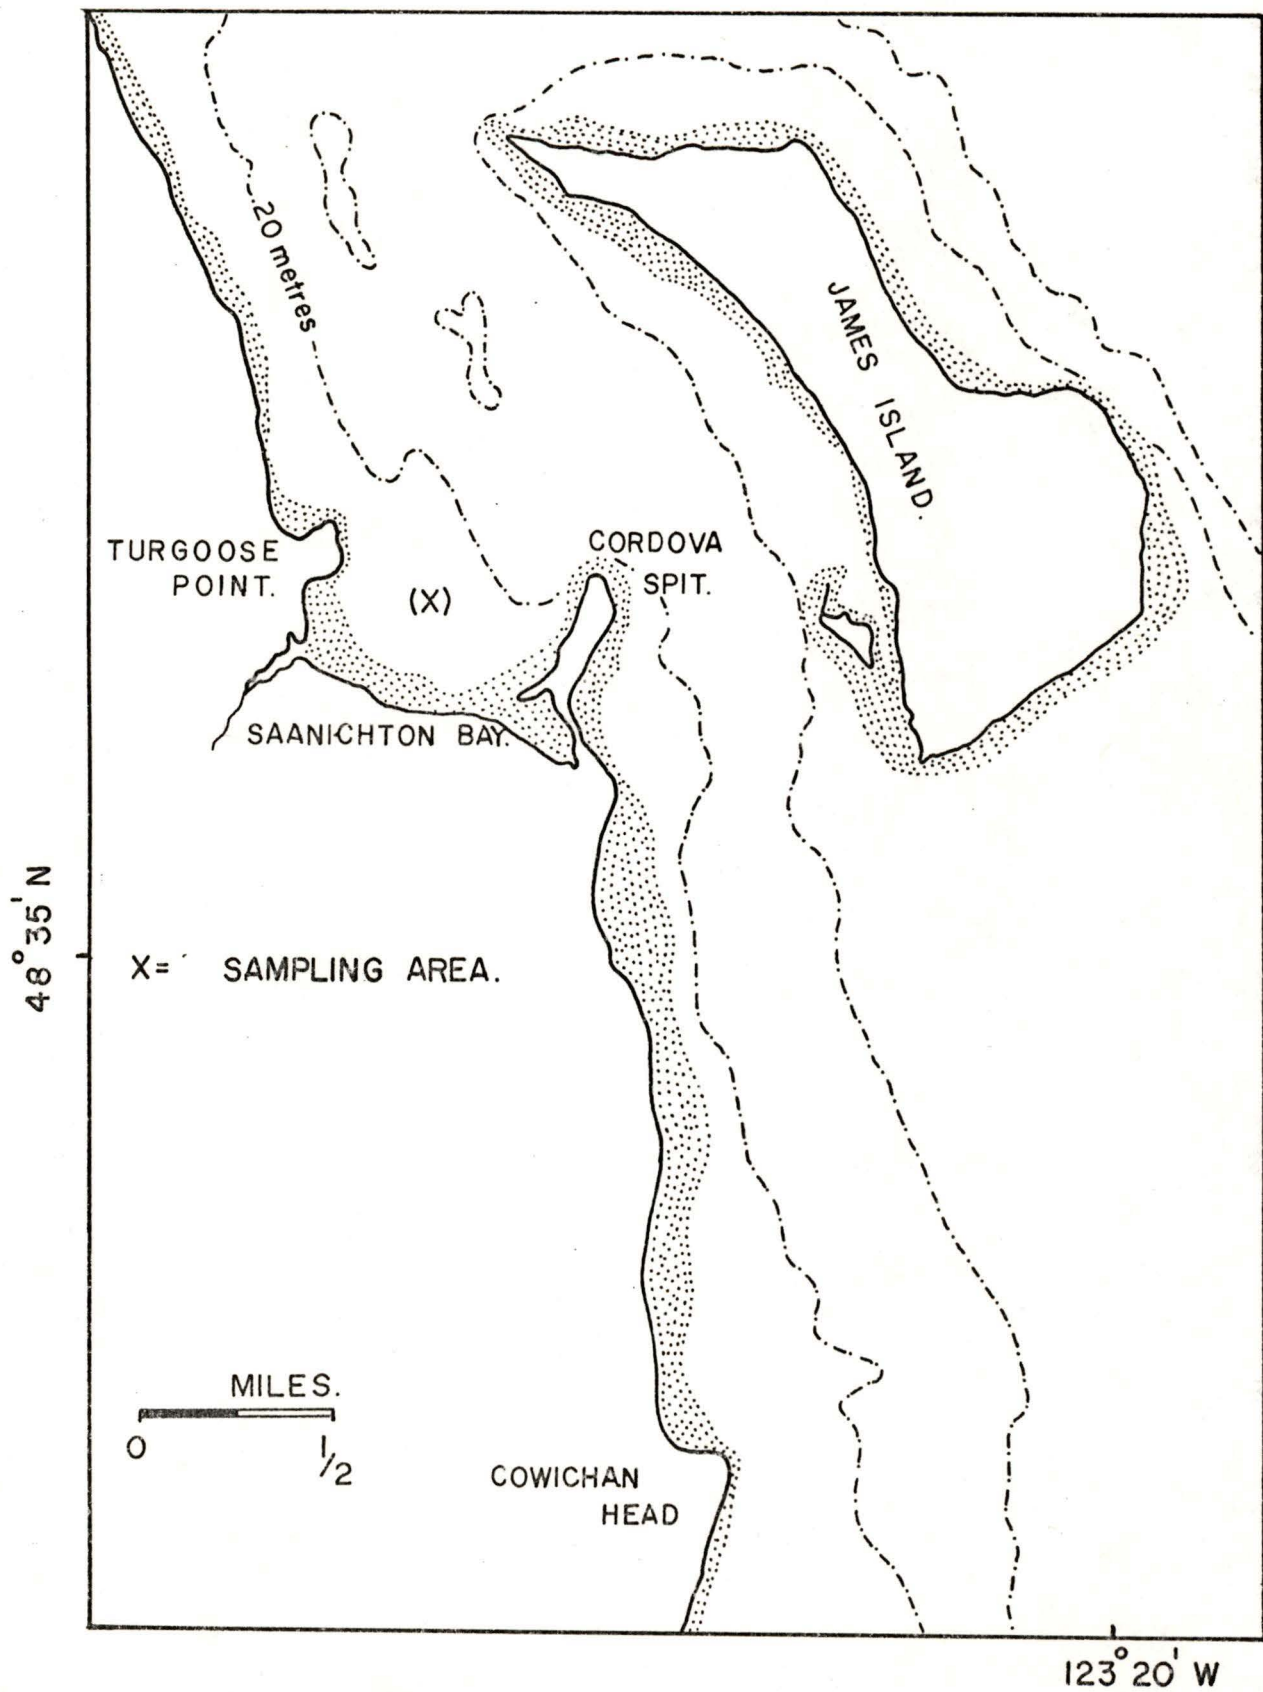 20 metres
JAMES ISLAND.
TURGOOSE
POINT.
CORDOVA
SPIT.
(X)
SAANICHTON BAY.
48° 35' N
X= SAMPLING AREA.
MILES.
0 1/2
COWICHAN
HEAD
123° 20' W